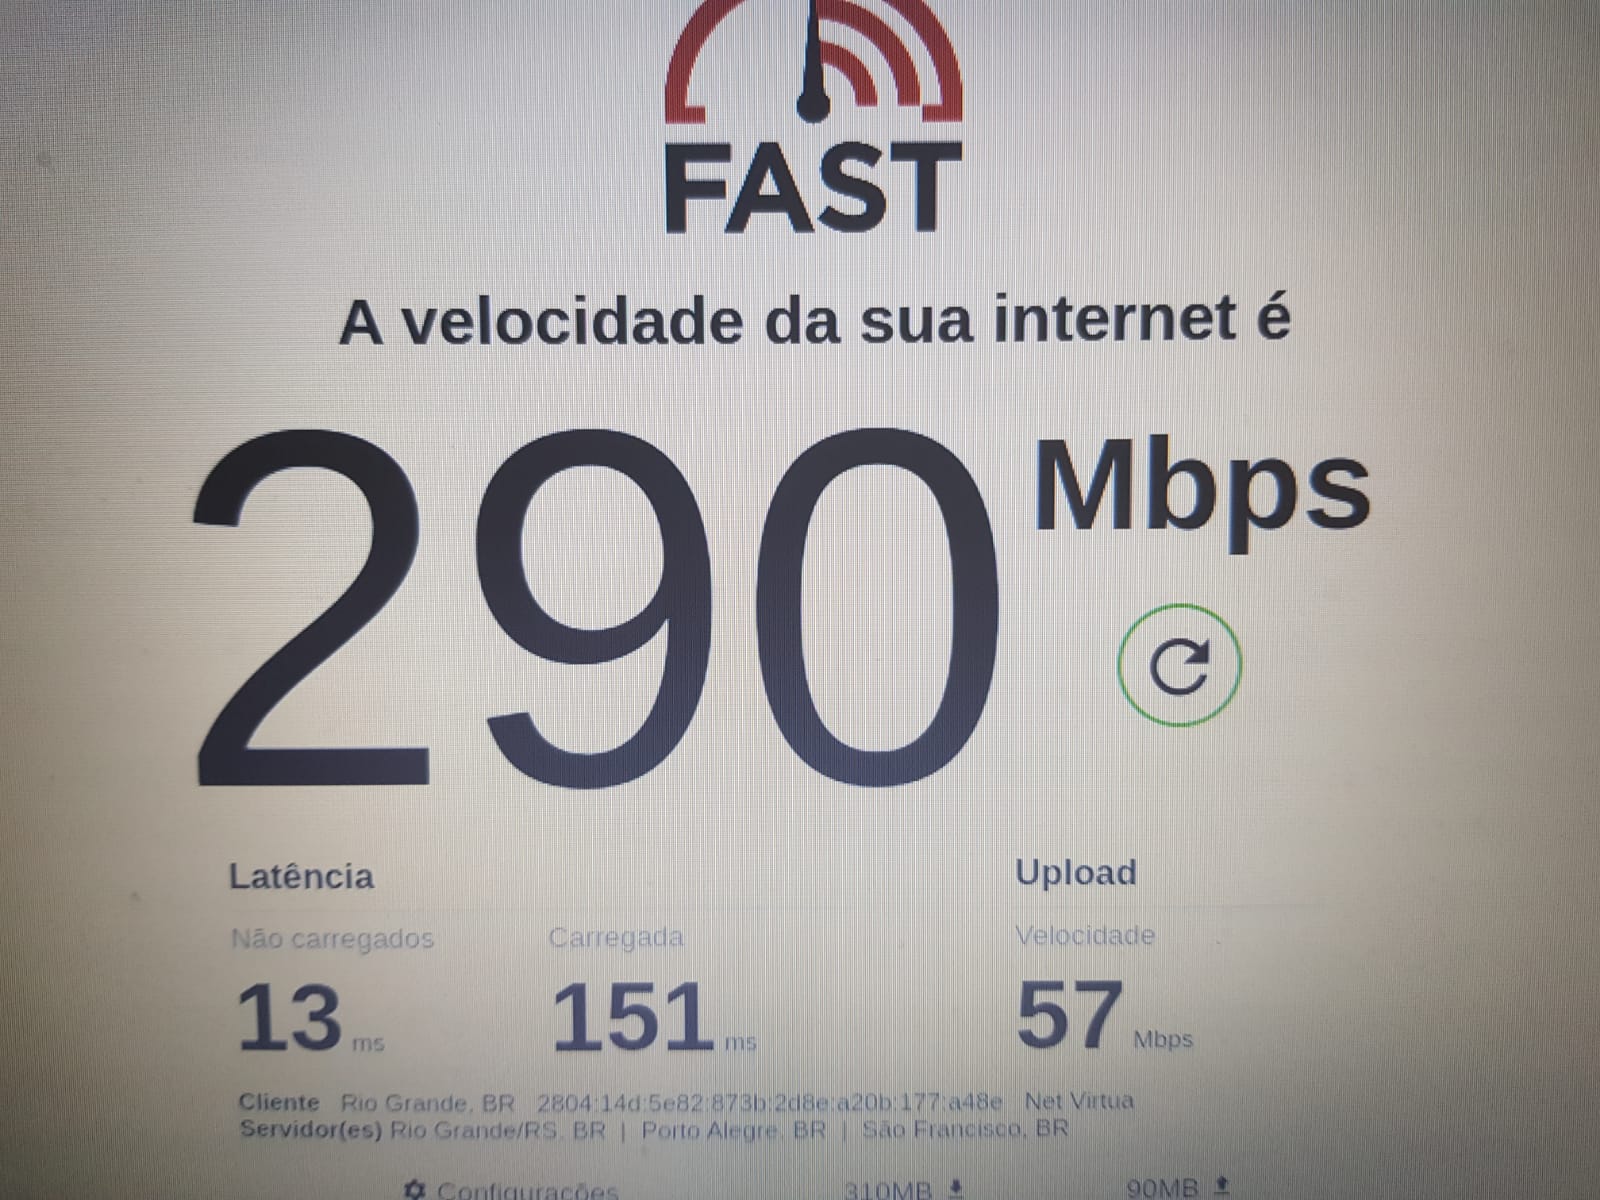 FAST
A velocidade da sua internet é
290 Mbps
Latência Upload
Não carregados Carregada Velocidade
13 ms 151 ms 57 Mbps
Cliente Rio Grande, BR 2804:14d:5e82:873b:2d8e:a20b:177:a48e Net Virtua
Servidor(es) Rio Grande/RS, BR | Porto Alegre, BR | São Francisco, BR
Configurações 310MB 90MB